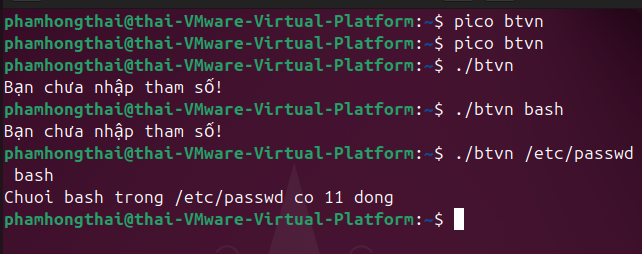 phamhongthai@thai-VMware-Virtual-Platform:~$ pico btvn
phamhongthai@thai-VMware-Virtual-Platform:~$ pico btvn
phamhongthai@thai-VMware-Virtual-Platform:~$ ./btvn
Bạn chưa nhập tham số!
phamhongthai@thai-VMware-Virtual-Platform:~$ ./btvn bash
Bạn chưa nhập tham số!
phamhongthai@thai-VMware-Virtual-Platform:~$ ./btvn /etc/passwd
 bash
Chuoi bash trong /etc/passwd co 11 dong
phamhongthai@thai-VMware-Virtual-Platform:~$